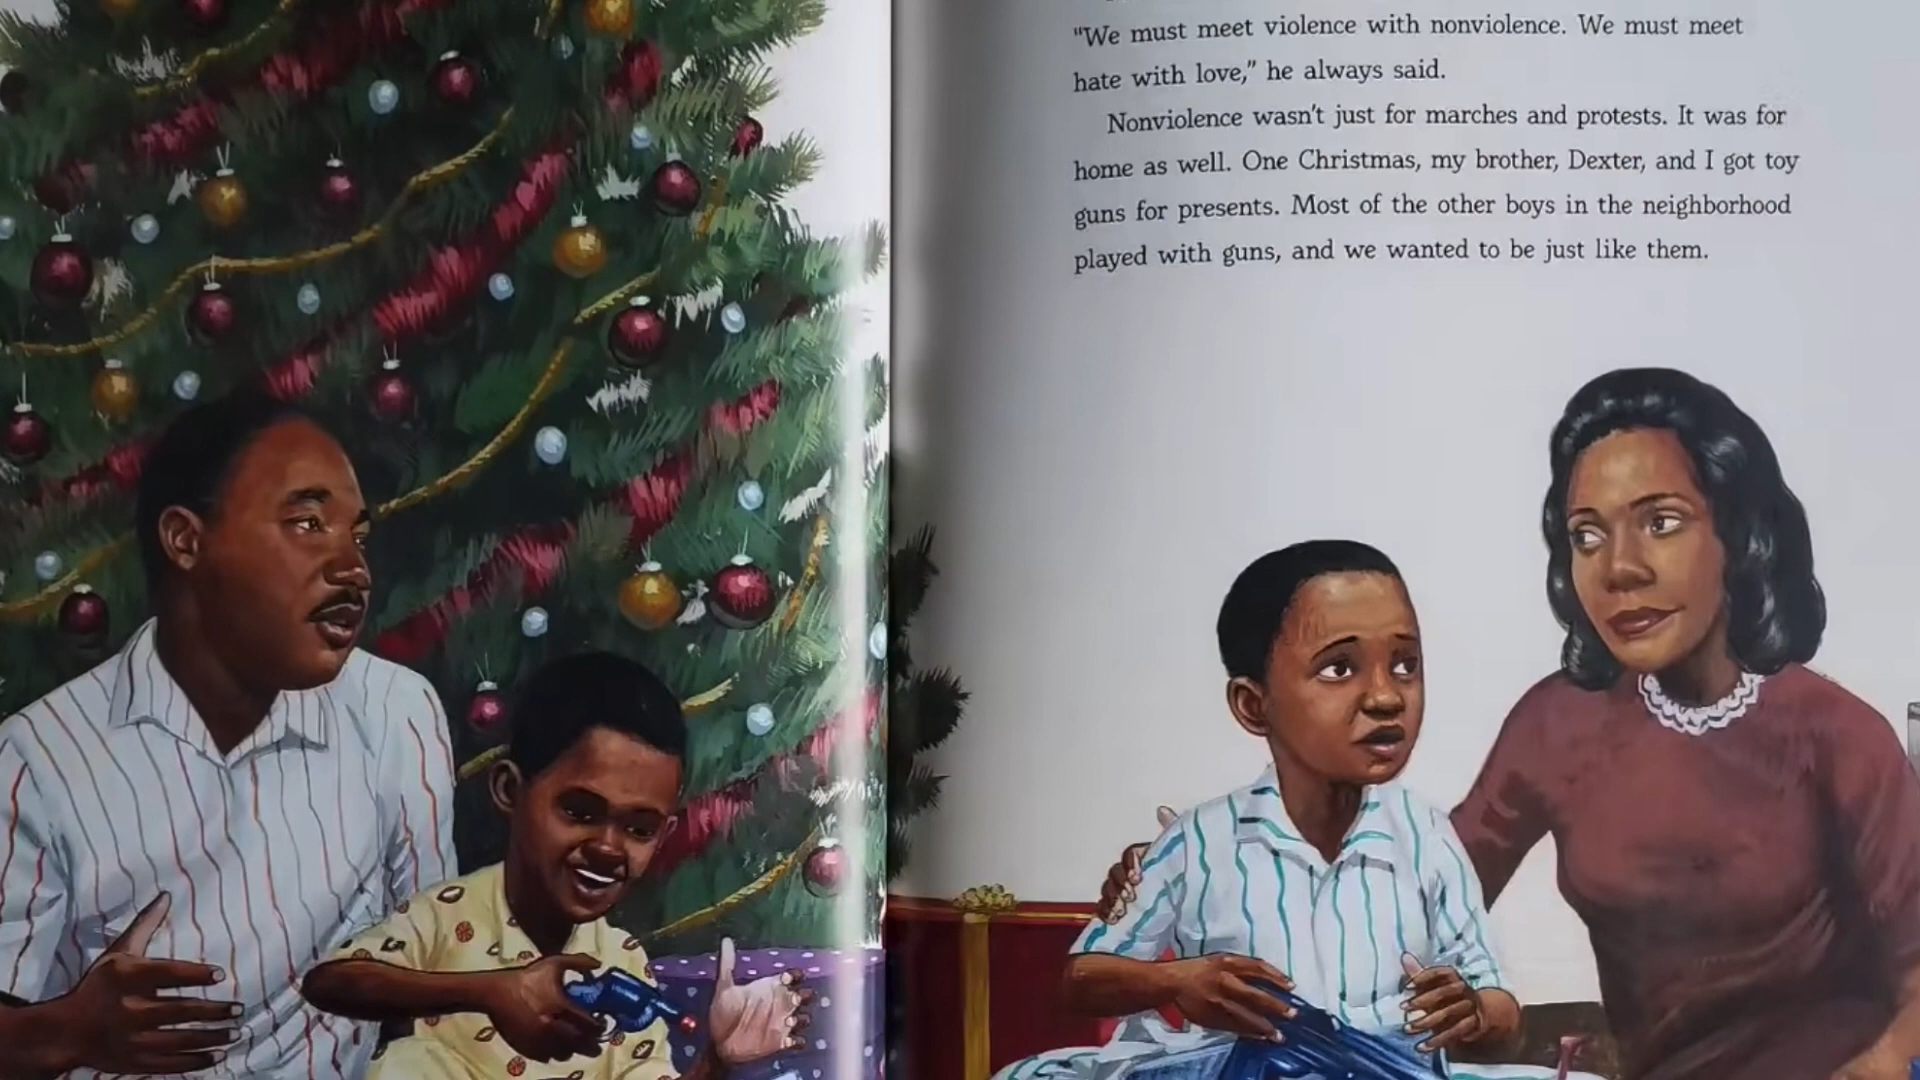 "We must meet violence with nonviolence. We must meet
hate with love," he always said.
Nonviolence wasn't just for marches and protests. It was for
home as well. One Christmas, my brother, Dexter, and I got toy
guns for presents. Most of the other boys in the neighborhood
played with guns, and we wanted to be just like them.